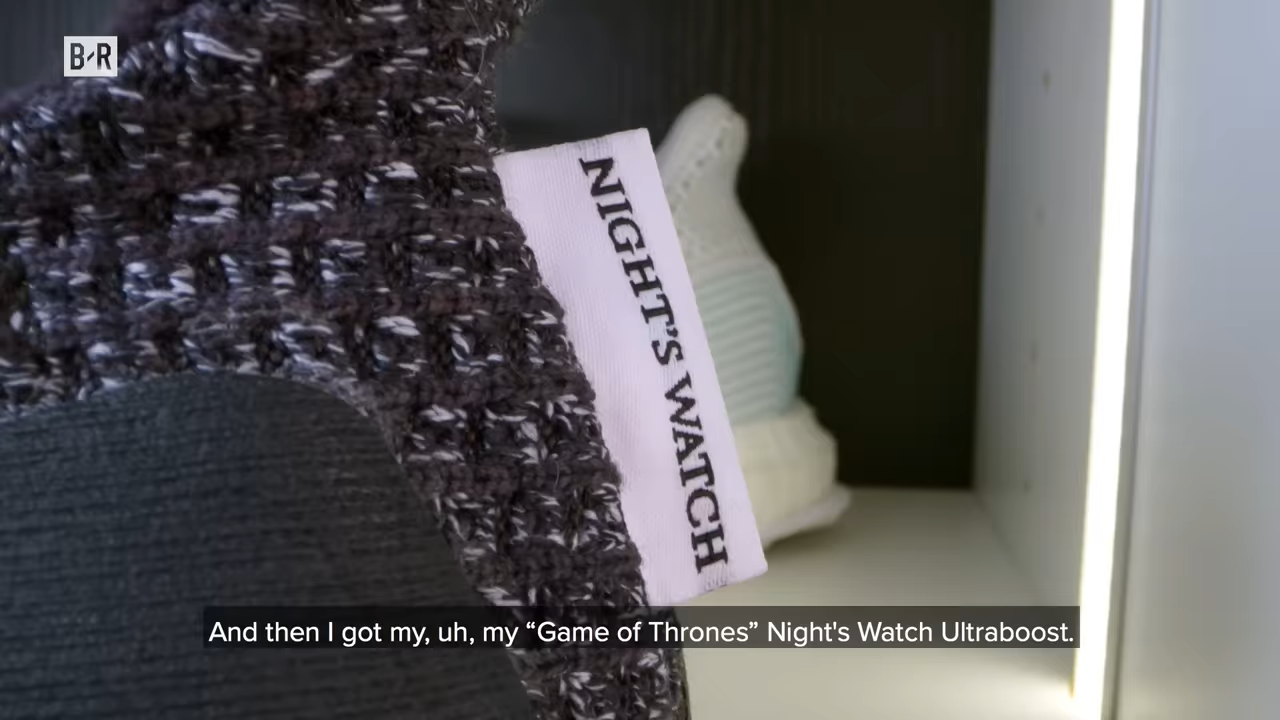 B/R
NIGHT'S WATCH
And then I got my, uh, my “Game of Thrones” Night's Watch Ultraboost.